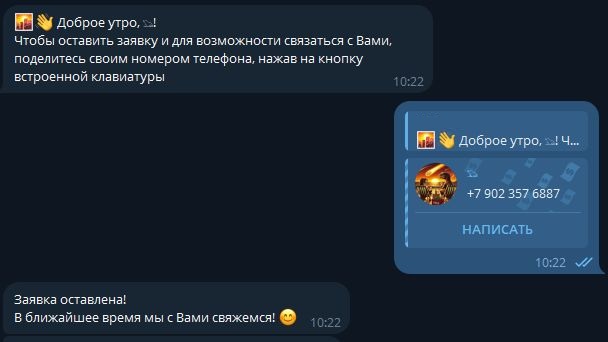 🌇👋 Доброе утро, 𓃠!
Чтобы оставить заявку и для возможности связаться с Вами,
поделитесь своим номером телефона, нажав на кнопку
встроенной клавиатуры
10:22
🌇👋 Доброе утро, ! Ч...
+7 902 357 6887
НАПИСАТЬ
10:22
Заявка оставлена!
В ближайшее время мы с Вами свяжемся! 😊
10:22